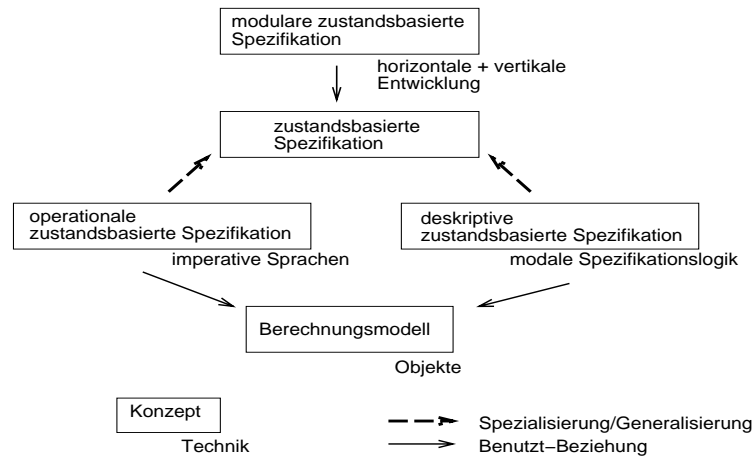 modulare zustandsbasierte
Spezifikation
horizontale + vertikale
Entwicklung
zustandsbasierte
Spezifikation
operationale
zustandsbasierte Spezifikation
imperative Sprachen
deskriptive
zustandsbasierte Spezifikation
modale Spezifikationslogik
Berechnungsmodell
Objekte
Konzept
Technik
Spezialisierung/Generalisierung
Benutzt−Beziehung